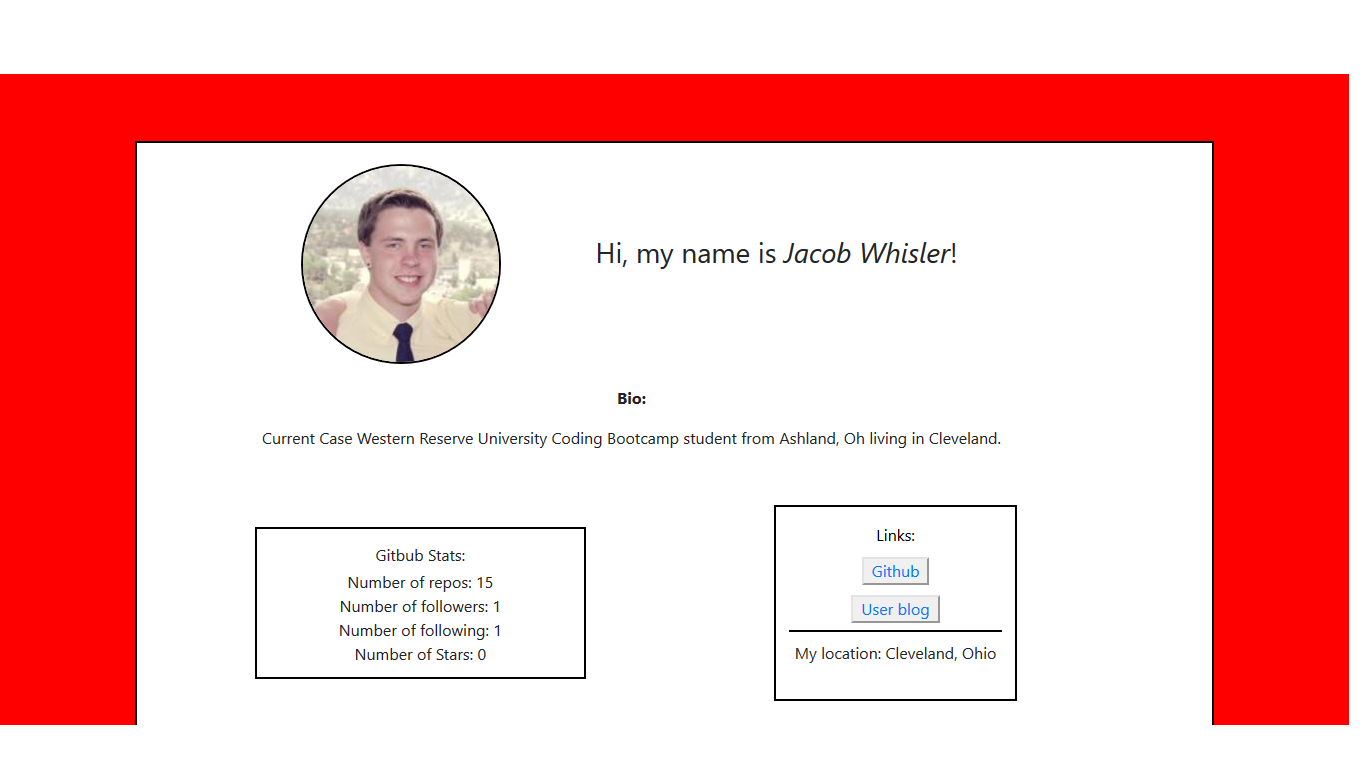 Hi, my name is Jacob Whisler!
Bio:
Current Case Western Reserve University Coding Bootcamp student from Ashland, Oh living in Cleveland.
Gitbub Stats:
Number of repos: 15
Number of followers: 1
Number of following: 1
Number of Stars: 0
Links:
Github
User blog
My location: Cleveland, Ohio